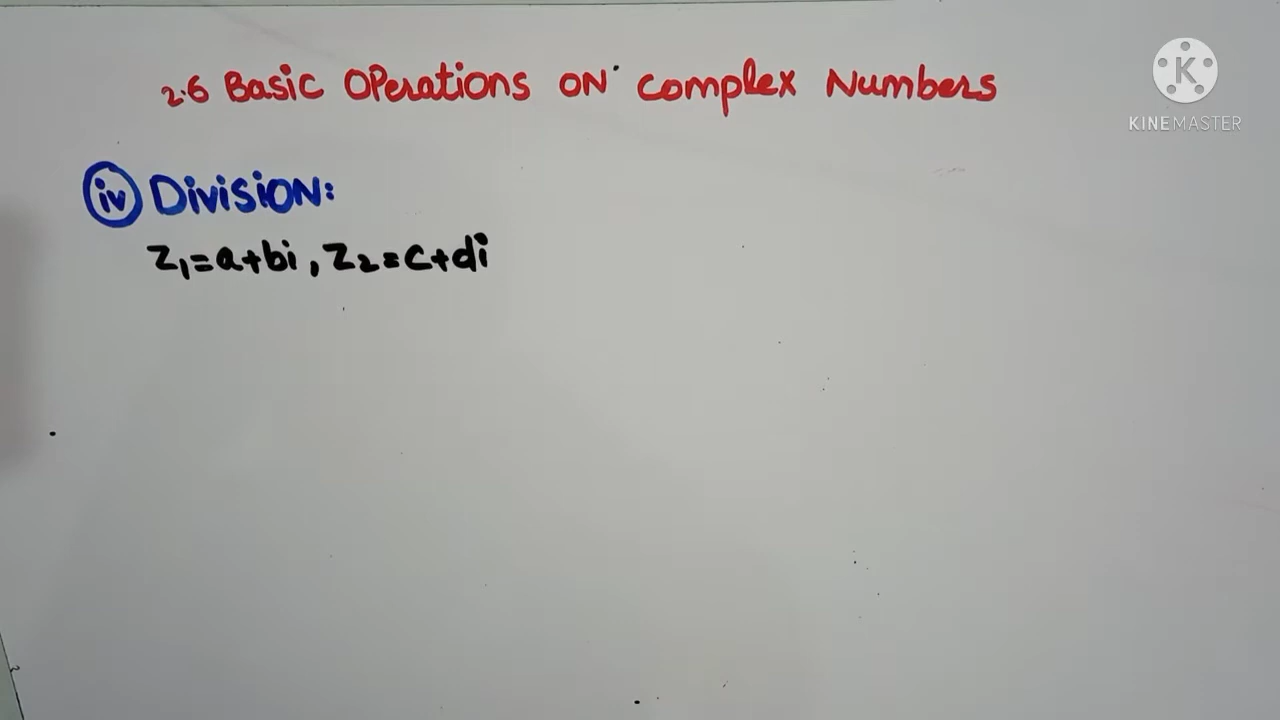 2.6 Basic Operations on Complex Numbers
K
KINEMASTER
iv Division:
Z₁=a+bi, Z₂=c+di